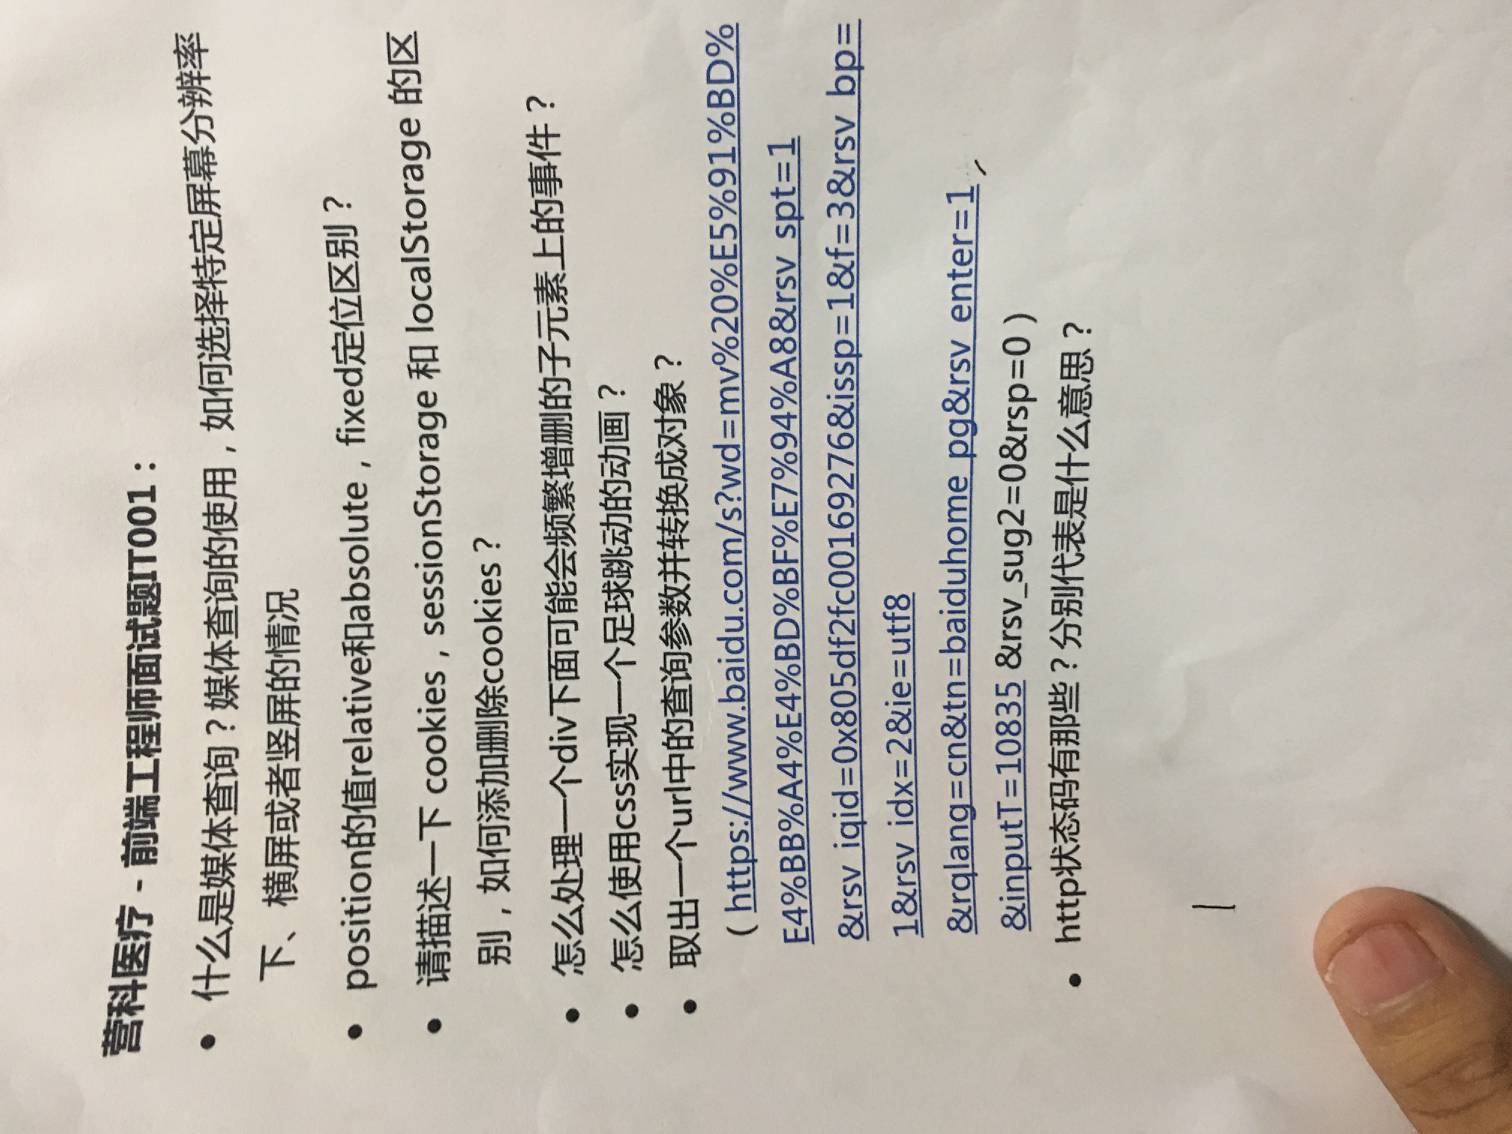 营科医疗 - 前端工程师面试题IT001：
• 什么是媒体查询？媒体查询的使用，如何选择特定屏幕分辨率
下、横屏或者竖屏的情况
• position的值relative和absolute，fixed定位区别？
• 请描述一下 cookies，sessionStorage 和 localStorage 的区
别，如何添加删除cookies？
• 怎么处理一个div下面可能会频繁增删的子元素上的事件？
• 怎么使用css实现一个足球跳动的动画？
• 取出一个url中的查询参数并转换成对象？
（https://www.baidu.com/s?wd=mv%20%E5%91%BD%
E4%BB%A4%E4%BD%BF%E7%94%A8&rsv_spt=1
&rsv_iqid=0x805df2fc00169276&issp=1&f=3&rsv_bp=
1&rsv_idx=2&ie=utf8
&rqlang=cn&tn=baiduhome_pg&rsv_enter=1
&inputT=10835 &rsv_sug2=0&rsp=0）
• http状态码有那些？分别代表是什么意思？